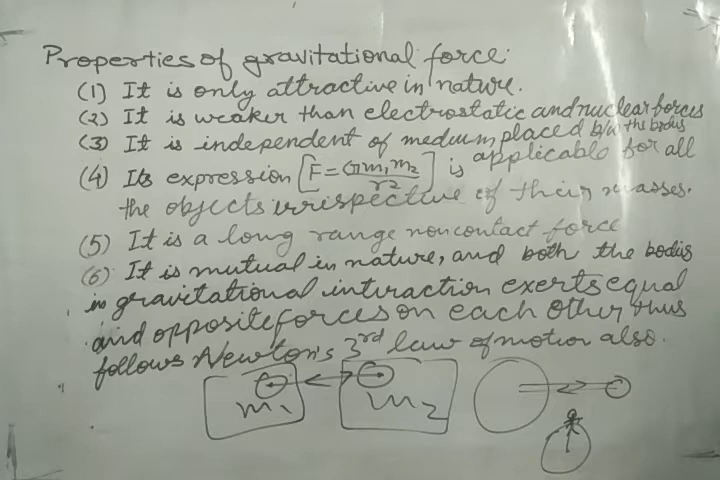 Properties of gravitational force:
(1) It is only attractive in nature.
(2) It is weaker than electrostatic and nuclear forces
(3) It is independent of medium placed b/w the bodies
(4) Its expression [F = Gm₁m₂/r²] is applicable for all
the objects irrispective of their masses.
(5) It is a long range noncontact force
(6) It is mutual in nature, and both the bodies
in gravitational interaction exerts equal
and opposite forces on each other thus
follows Newton's 3rd law of motion also.
m₁ m₂